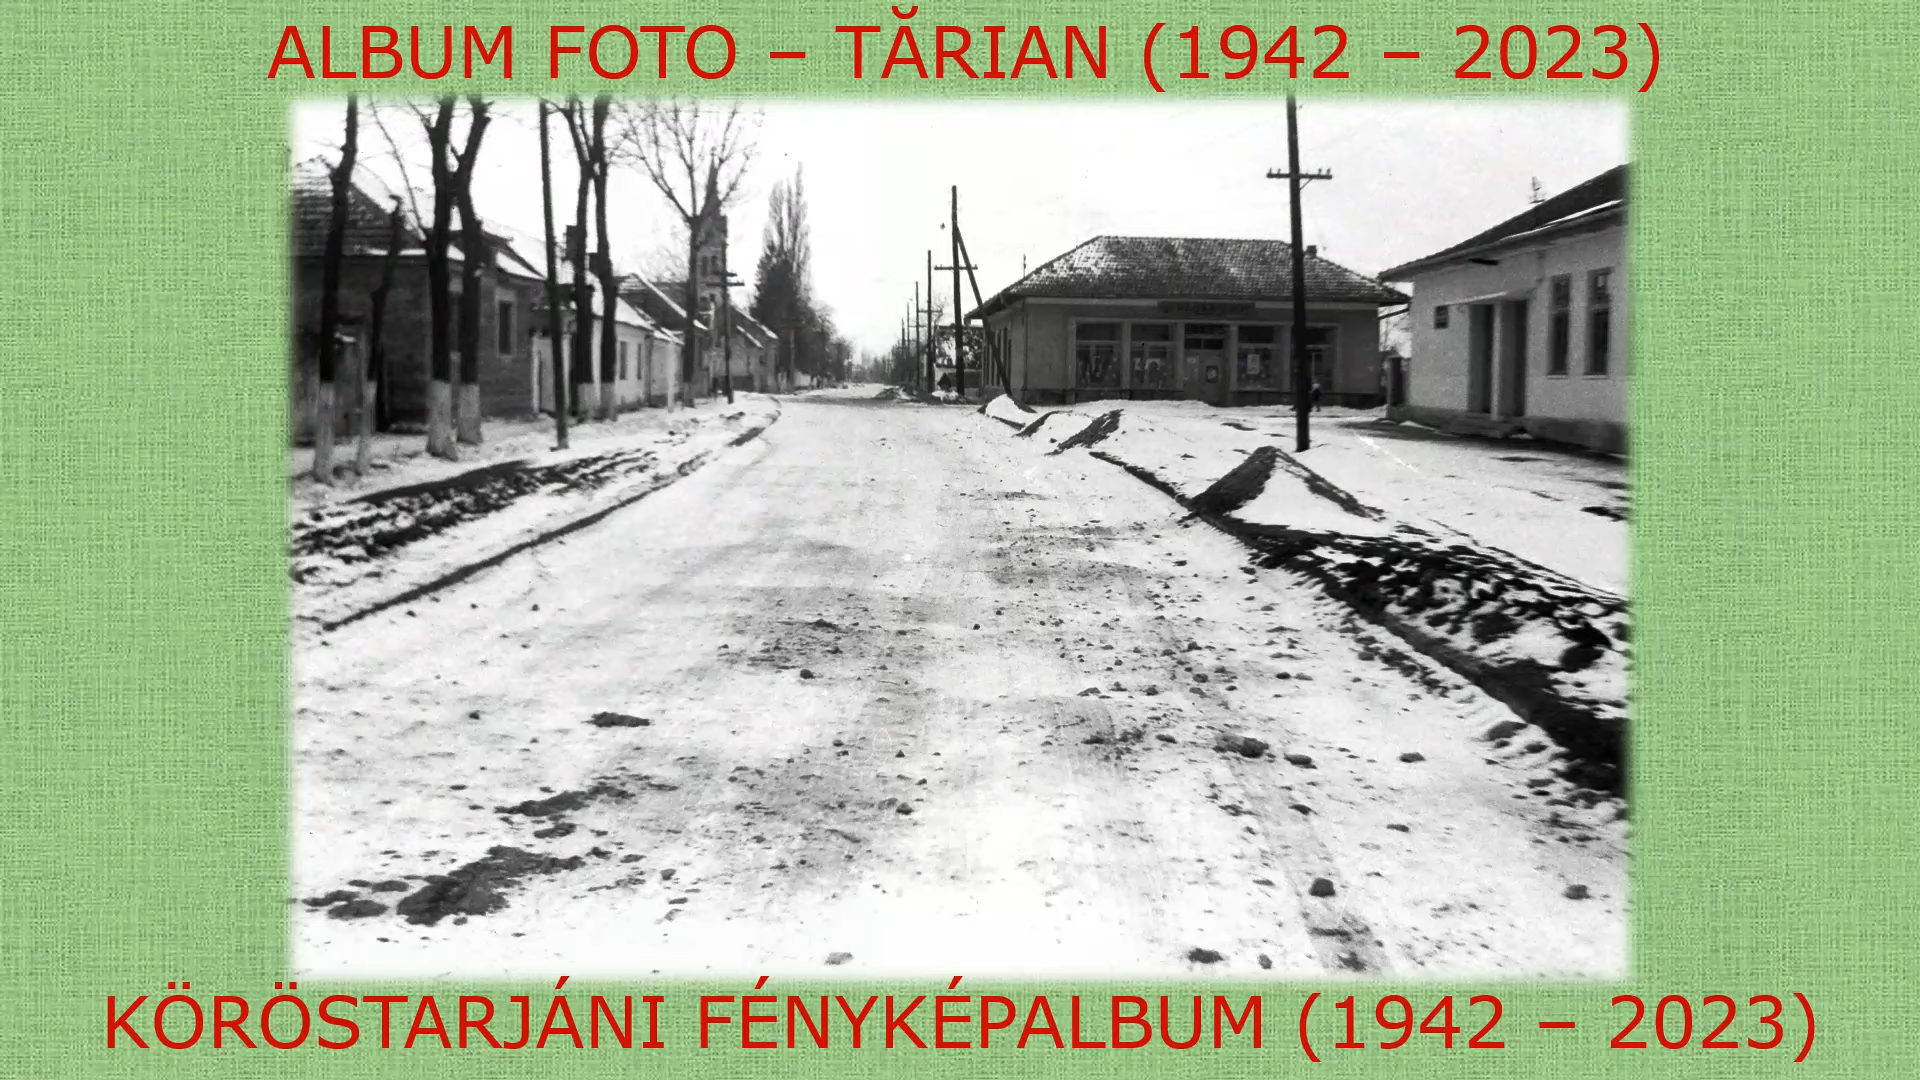 ALBUM FOTO – TĂRIAN (1942 – 2023)
KÖRÖSTARJÁNI FÉNYKÉPALBUM (1942 – 2023)